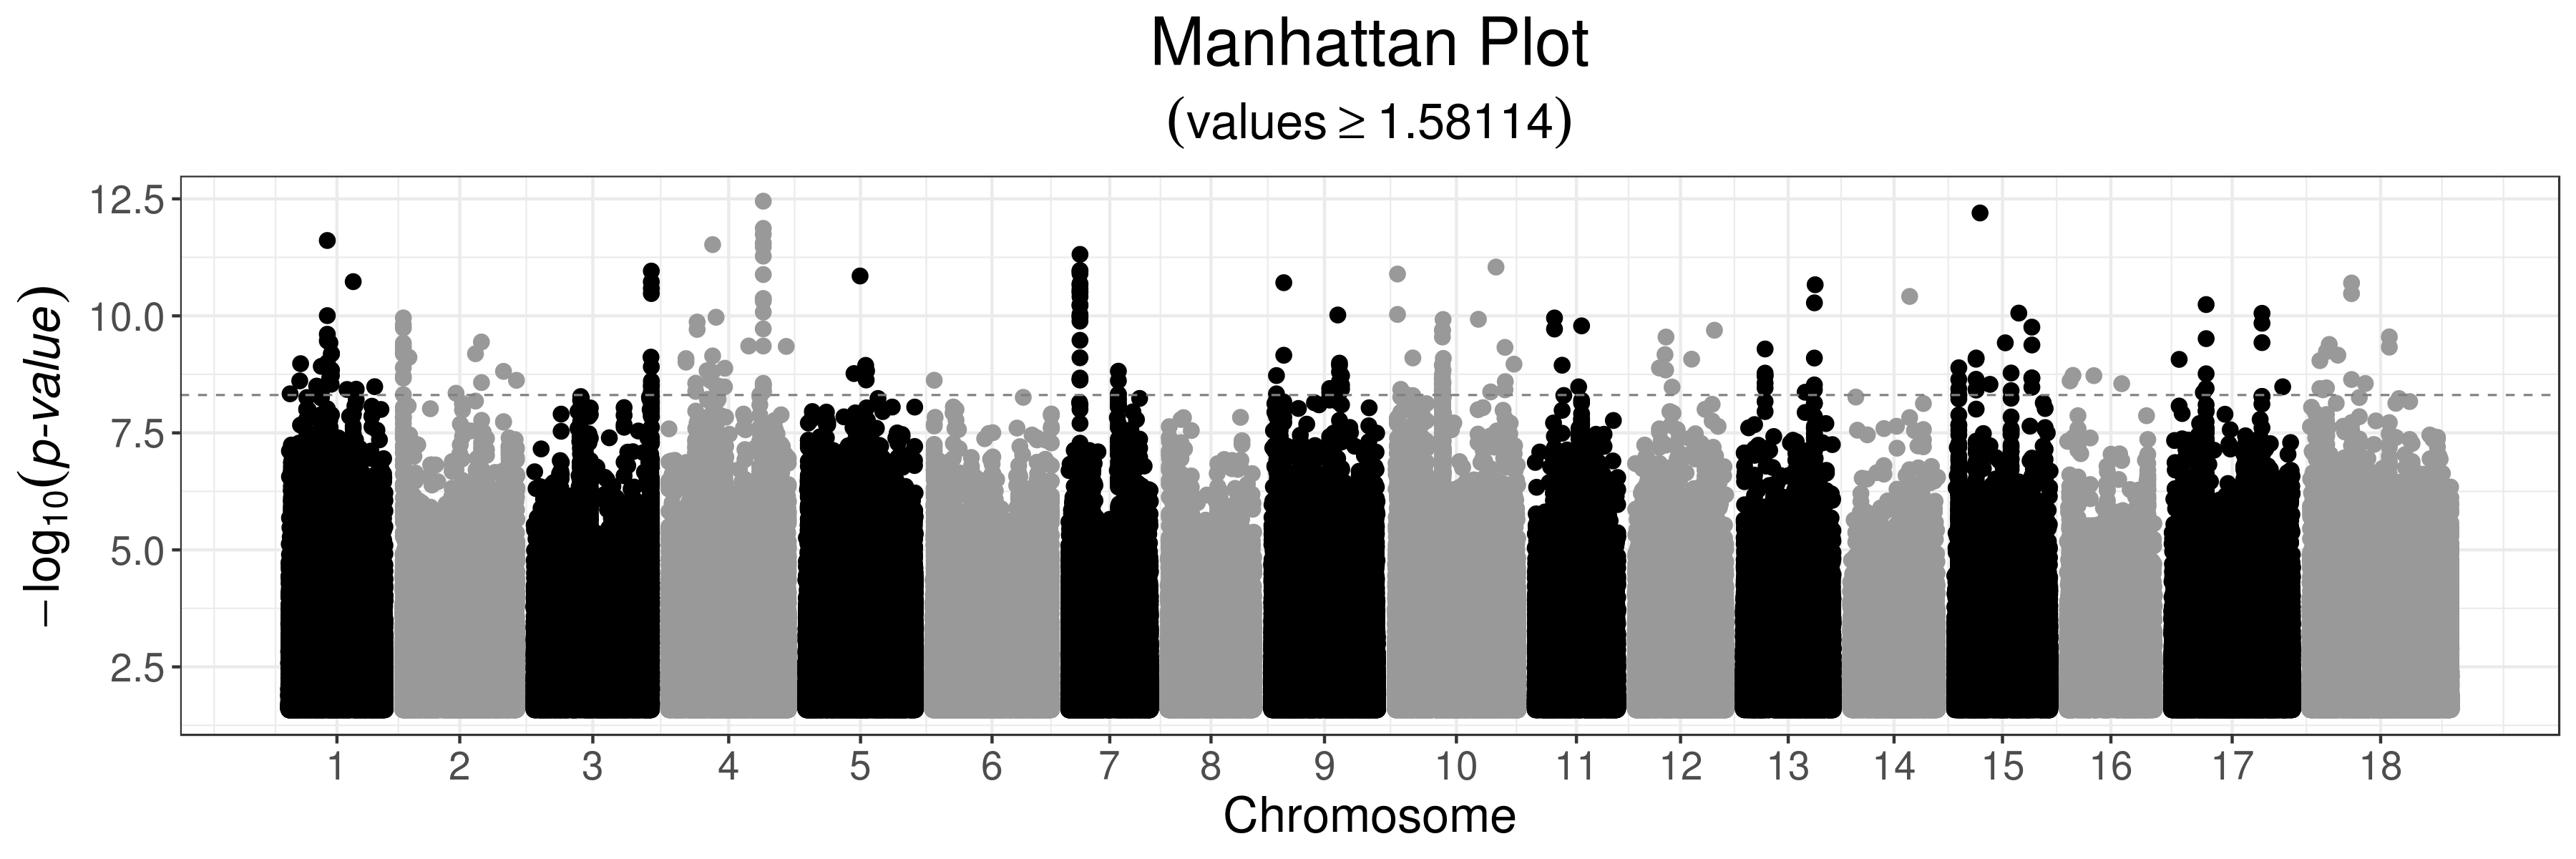 Manhattan Plot
(values ≥ 1.58114)
−log10(p-value)
12.5
10.0
7.5
5.0
2.5
1 2 3 4 5 6 7 8 9 10 11 12 13 14 15 16 17 18
Chromosome